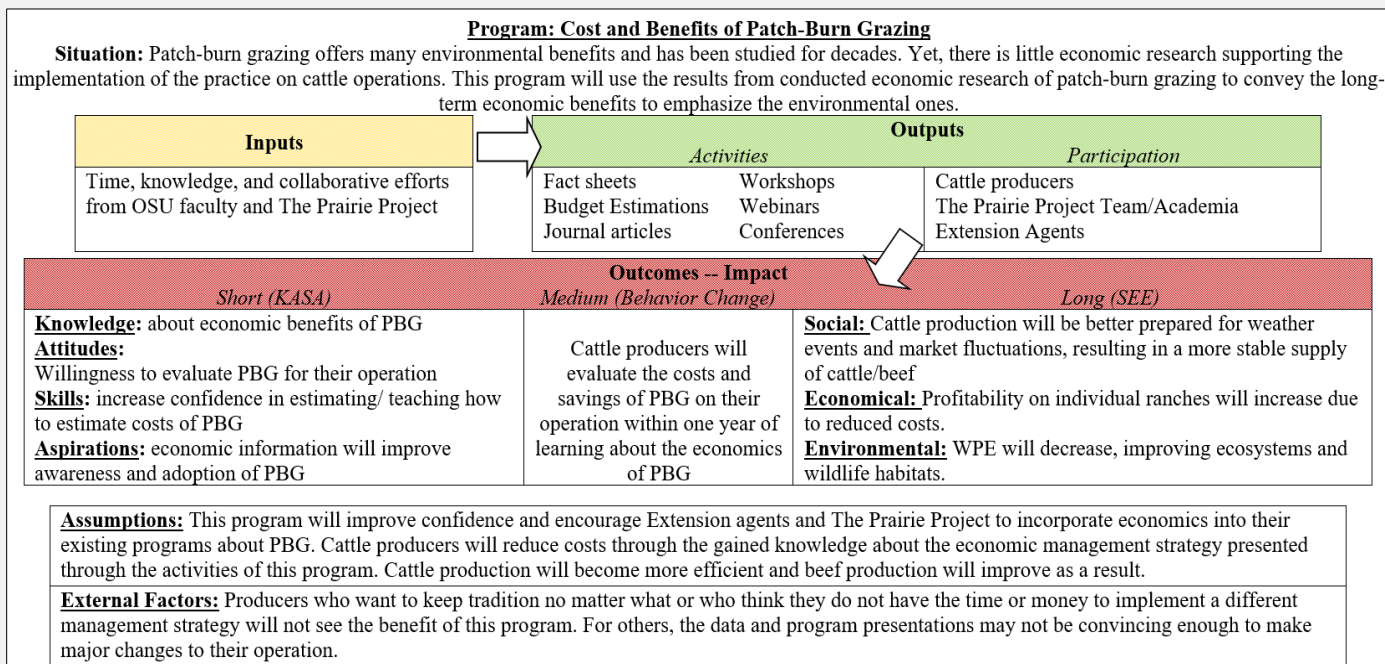 Program: Cost and Benefits of Patch-Burn Grazing
Situation: Patch-burn grazing offers many environmental benefits and has been studied for decades. Yet, there is little economic research supporting the
implementation of the practice on cattle operations. This program will use the results from conducted economic research of patch-burn grazing to convey the long-
term economic benefits to emphasize the environmental ones.
Inputs
Time, knowledge, and collaborative efforts
from OSU faculty and The Prairie Project
Outputs
Activities
Participation
Fact sheets
Budget Estimations
Journal articles
Workshops
Webinars
Conferences
Cattle producers
The Prairie Project Team/Academia
Extension Agents
Outcomes -- Impact
Short (KASA)
Medium (Behavior Change)
Long (SEE)
Knowledge: about economic benefits of PBG
Attitudes:
Willingness to evaluate PBG for their operation
Skills: increase confidence in estimating/ teaching how
to estimate costs of PBG
Aspirations: economic information will improve
awareness and adoption of PBG
Cattle producers will
evaluate the costs and
savings of PBG on their
operation within one year of
learning about the economics
of PBG
Social: Cattle production will be better prepared for weather
events and market fluctuations, resulting in a more stable supply
of cattle/beef
Economical: Profitability on individual ranches will increase due
to reduced costs.
Environmental: WPE will decrease, improving ecosystems and
wildlife habitats.
Assumptions: This program will improve confidence and encourage Extension agents and The Prairie Project to incorporate economics into their
existing programs about PBG. Cattle producers will reduce costs through the gained knowledge about the economic management strategy presented
through the activities of this program. Cattle production will become more efficient and beef production will improve as a result.
External Factors: Producers who want to keep tradition no matter what or who think they do not have the time or money to implement a different
management strategy will not see the benefit of this program. For others, the data and program presentations may not be convincing enough to make
major changes to their operation.